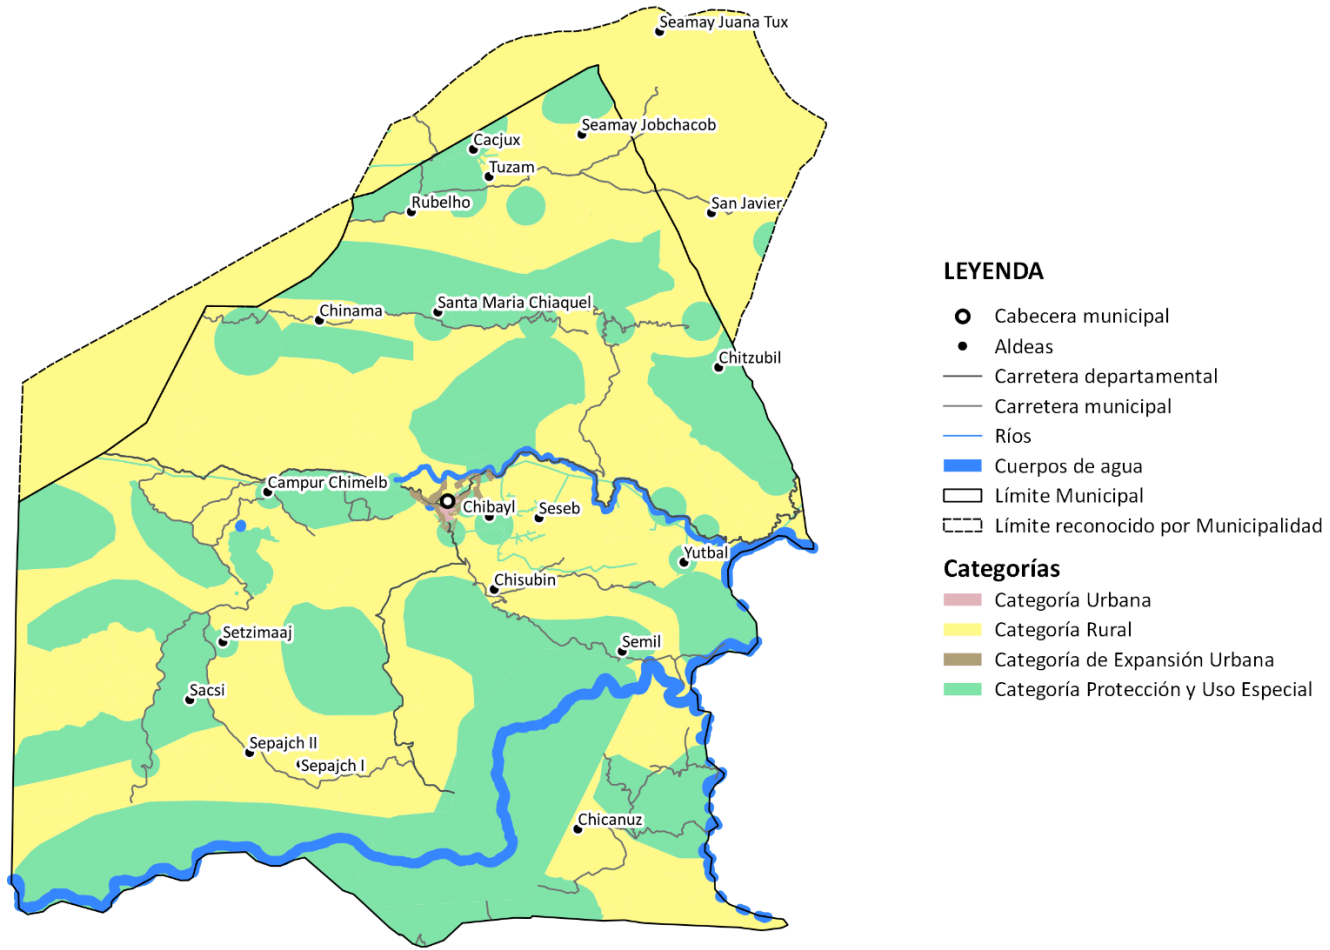 Seamay Juana Tux
Seamay Jobchacob
Cacjux
Tuzam
Rubelho
San Javier
Santa Maria Chiaquel
Chinama
Chitzubil
Campur Chimelb
Chibayl
Seseb
Yutbal
Chisubin
Setzimaaj
Semil
Sacsi
Sepajch II
Sepajch I
Chicanuz
LEYENDA
Cabecera municipal
Aldeas
Carretera departamental
Carretera municipal
Ríos
Cuerpos de agua
Límite Municipal
Límite reconocido por Municipalidad
Categorías
Categoría Urbana
Categoría Rural
Categoría de Expansión Urbana
Categoría Protección y Uso Especial